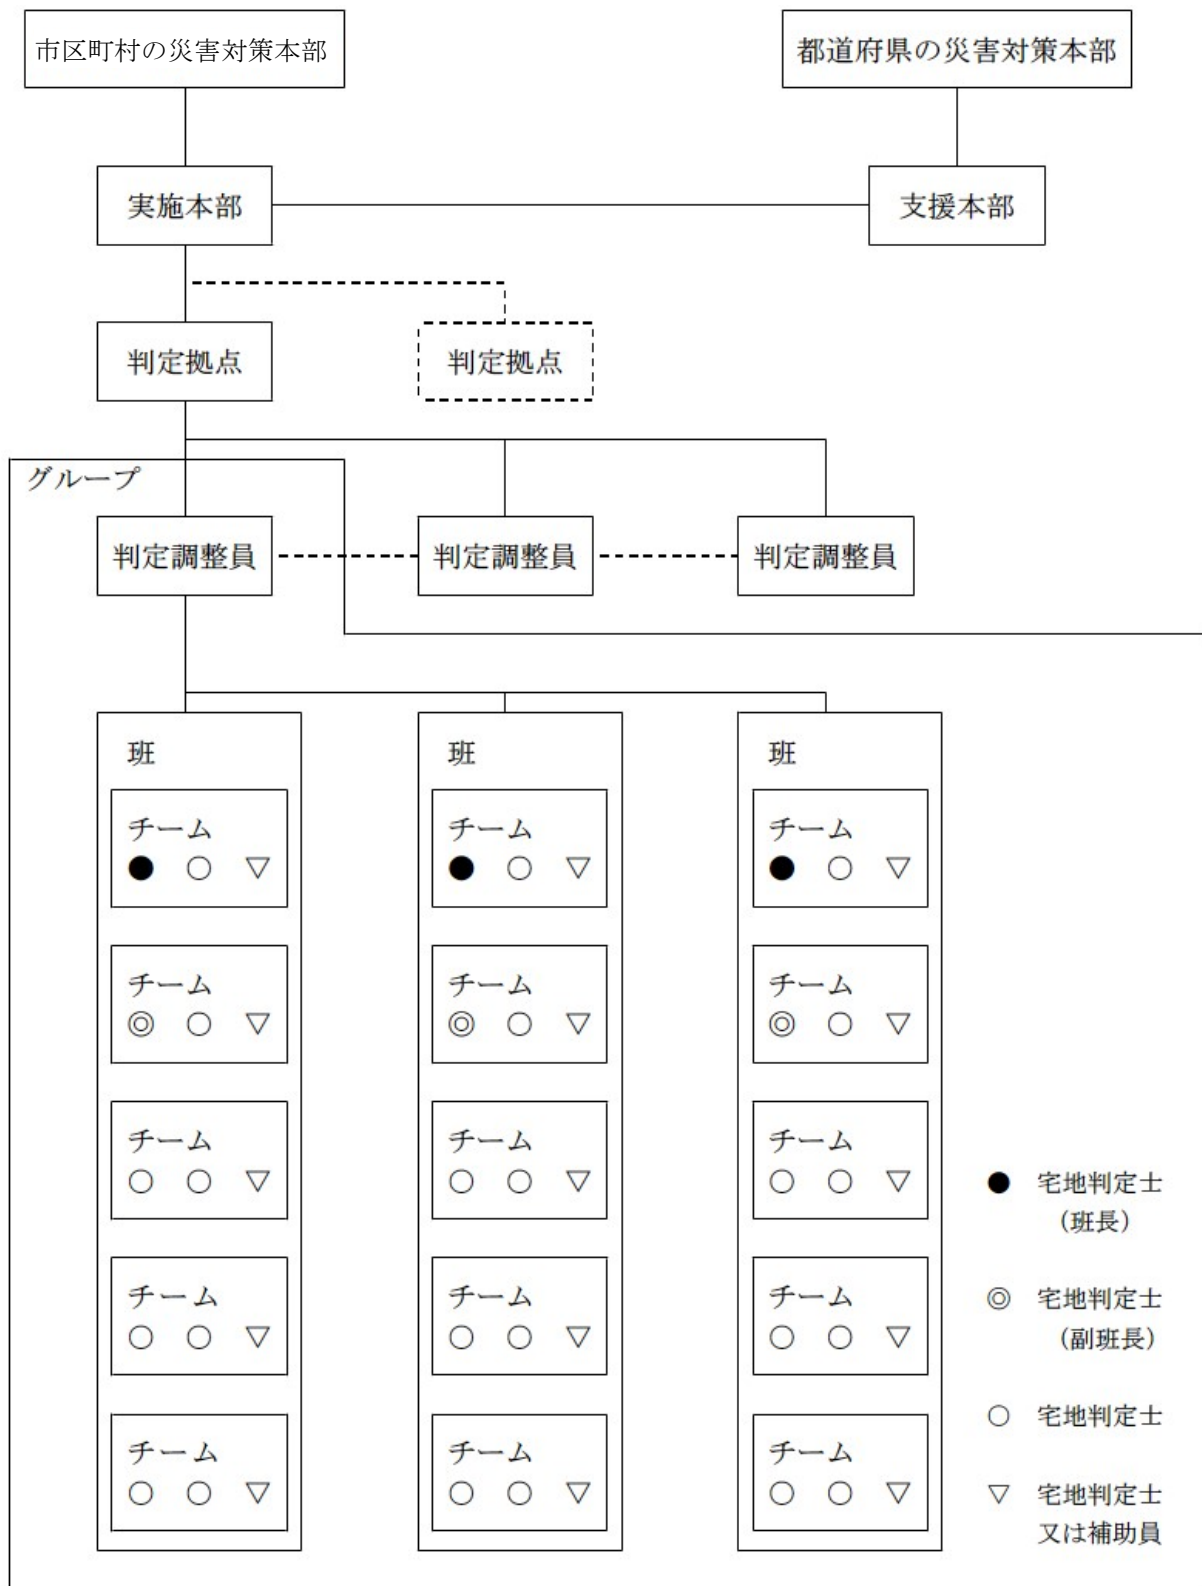 市区町村の災害対策本部
都道府県の災害対策本部
実施本部
支援本部
判定拠点
判定拠点
グループ
判定調整員
判定調整員
判定調整員
班
班
班
チーム
チーム
チーム
● ○ ▽
● ○ ▽
● ○ ▽
チーム
チーム
チーム
◎ ○ ▽
◎ ○ ▽
◎ ○ ▽
チーム
チーム
チーム
○ ○ ▽
○ ○ ▽
○ ○ ▽
チーム
チーム
チーム
○ ○ ▽
○ ○ ▽
○ ○ ▽
チーム
チーム
チーム
○ ○ ▽
○ ○ ▽
○ ○ ▽
● 宅地判定士
（班長）
◎ 宅地判定士
（副班長）
○ 宅地判定士
▽ 宅地判定士
又は補助員